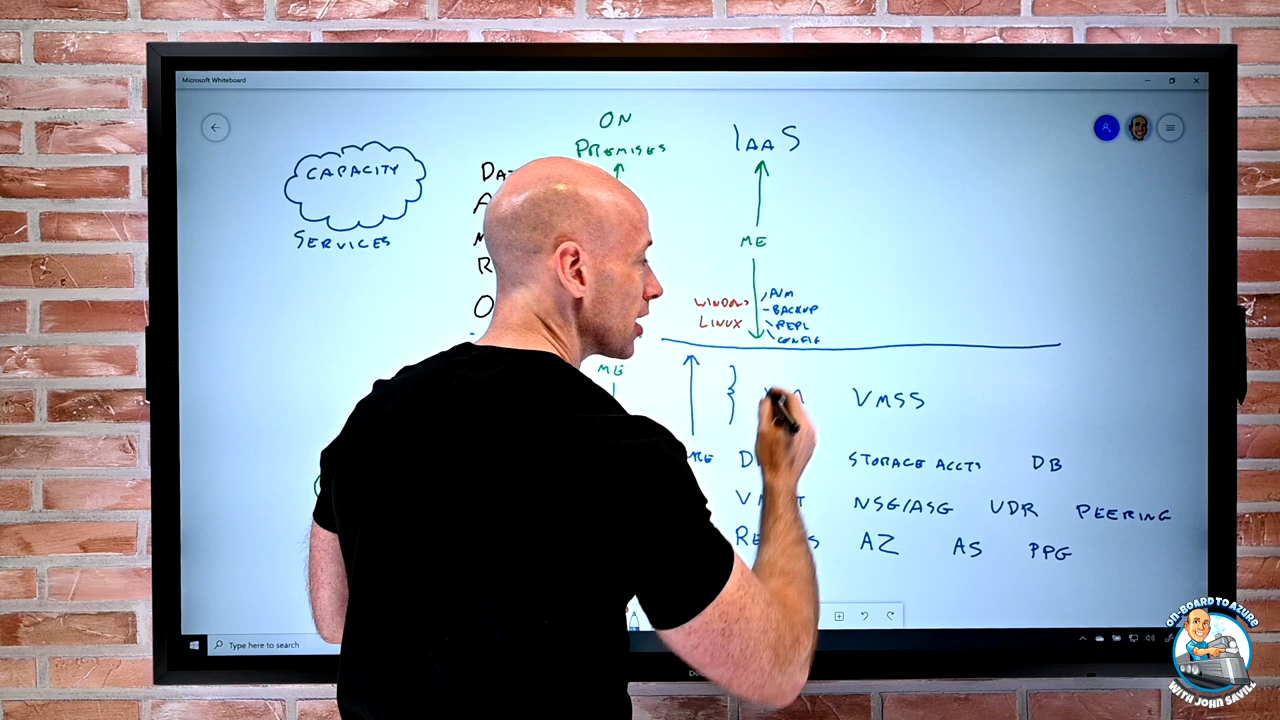 Microsoft Whiteboard
ON
PREMISES
IAAS
CAPACITY
SERVICES
ME
WINDOWS
LINUX
A/M
BACKUP
REPL
CONFIG
ME
VMSS
STORAGE ACCTS DB
NSG/ASG UDR PEERING
AZ AS PPG
Type here to search
ON-BOARD TO AZURE
WITH JOHN SAVILL